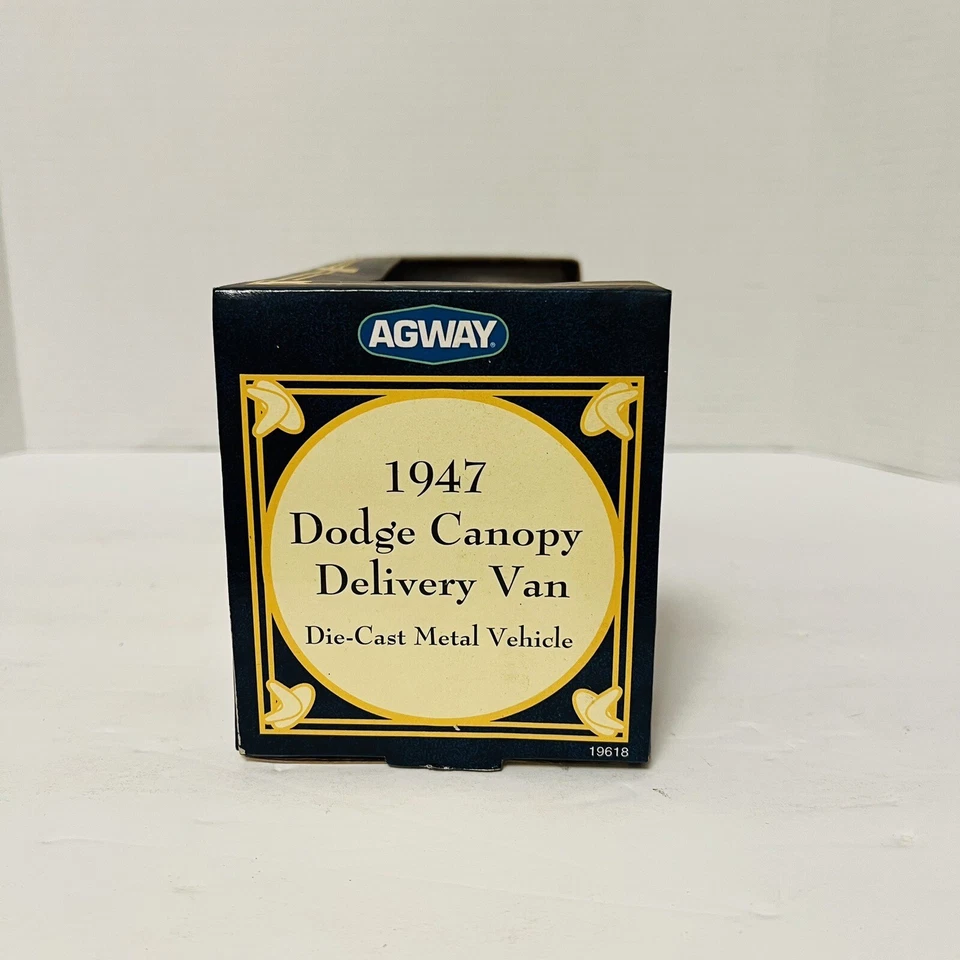 AGWAY®
1947
Dodge Canopy
Delivery Van
Die-Cast Metal Vehicle
19618